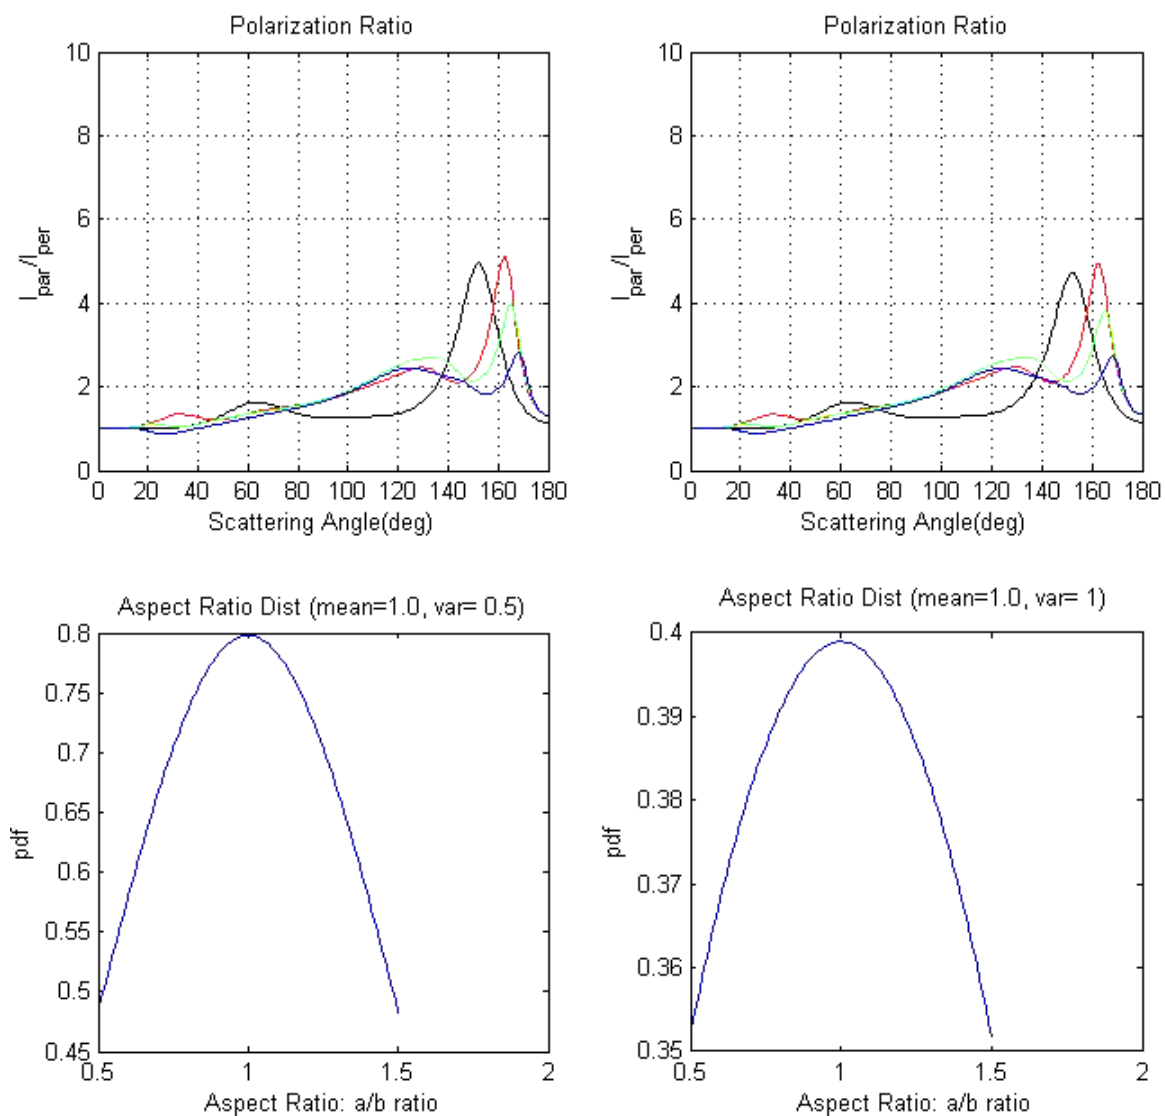 Polarization Ratio
10
8
6
4
2
0
I_par/I_per
0 20 40 60 80 100 120 140 160 180
Scattering Angle(deg)
Polarization Ratio
10
8
6
4
2
0
I_par/I_per
0 20 40 60 80 100 120 140 160 180
Scattering Angle(deg)
Aspect Ratio Dist (mean=1.0, var= 0.5)
0.8
0.75
0.7
0.65
0.6
0.55
0.5
0.45
pdf
0.5 1 1.5 2
Aspect Ratio: a/b ratio
Aspect Ratio Dist (mean=1.0, var= 1)
0.4
0.39
0.38
0.37
0.36
0.35
pdf
0.5 1 1.5 2
Aspect Ratio: a/b ratio